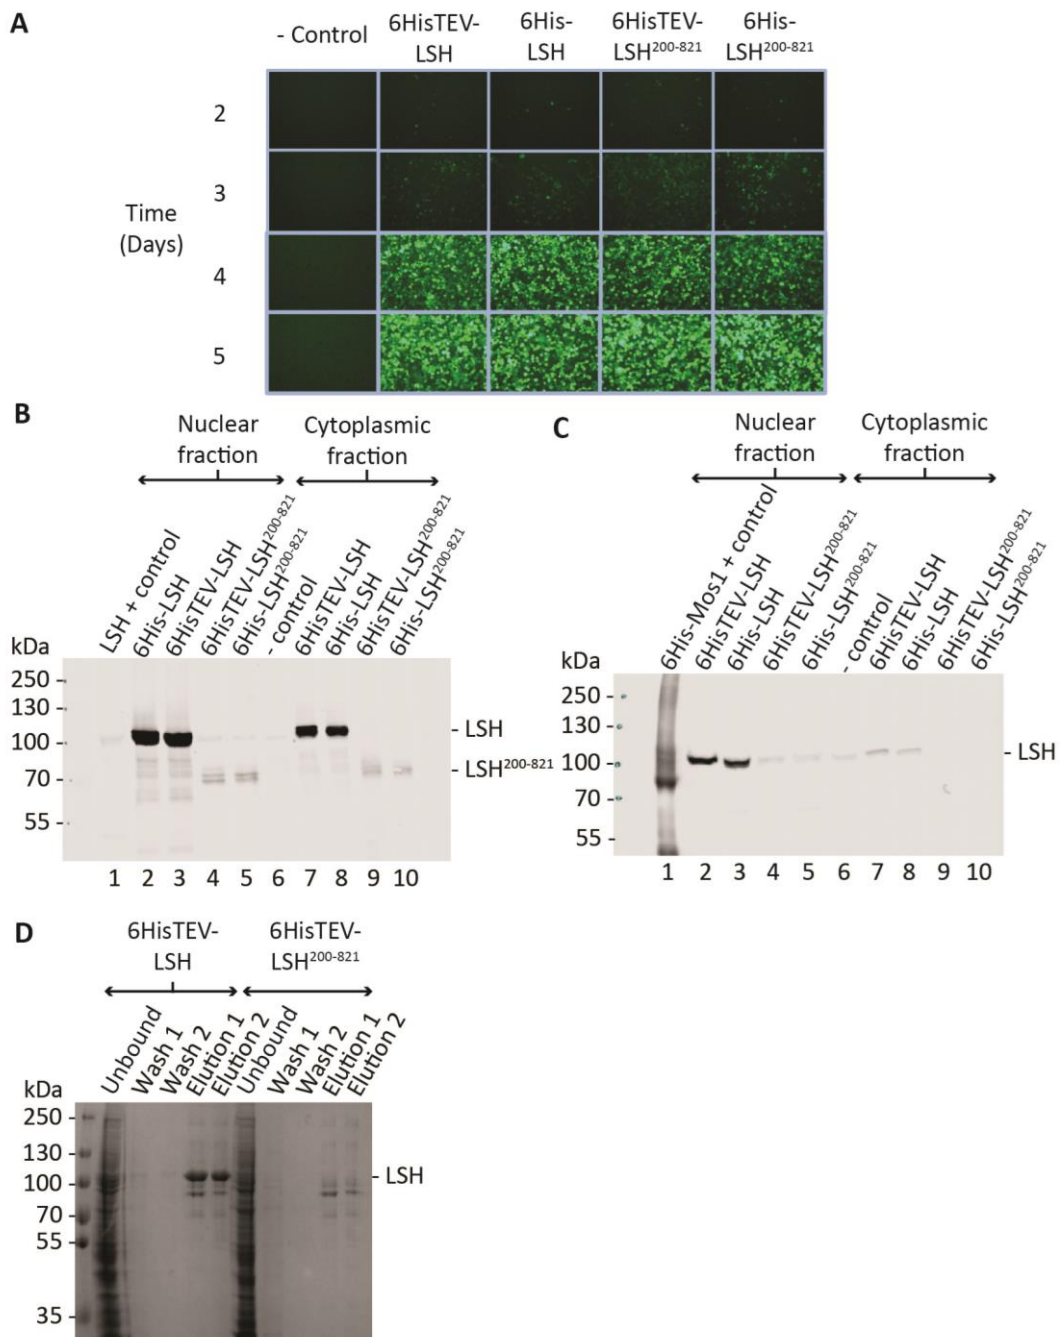 A
- Control
6HisTEV-
LSH
6His-
LSH
6HisTEV-
LSH²⁰⁰⁻⁸²¹
6His-
LSH²⁰⁰⁻⁸²¹
Time
(Days)
2
3
4
5
B
Nuclear
fraction
Cytoplasmic
fraction
LSH + control
6His-LSH
6HisTEV-LSH
6HisTEV-LSH²⁰⁰⁻⁸²¹
6His-LSH²⁰⁰⁻⁸²¹
- control
6HisTEV-LSH
6His-LSH
6HisTEV-LSH²⁰⁰⁻⁸²¹
6His-LSH²⁰⁰⁻⁸²¹
kDa
250 -
130 -
100 -
70 -
55 -
- LSH
- LSH²⁰⁰⁻⁸²¹
1 2 3 4 5 6 7 8 9 10
C
Nuclear
fraction
Cytoplasmic
fraction
6His-Mos1 + control
6HisTEV-LSH
6His-LSH
6HisTEV-LSH²⁰⁰⁻⁸²¹
6His-LSH²⁰⁰⁻⁸²¹
- control
6HisTEV-LSH
6His-LSH
6HisTEV-LSH²⁰⁰⁻⁸²¹
6His-LSH²⁰⁰⁻⁸²¹
kDa
250 -
130 -
100 -
70 -
55 -
- LSH
1 2 3 4 5 6 7 8 9 10
D
6HisTEV-
LSH
6HisTEV-
LSH²⁰⁰⁻⁸²¹
Unbound
Wash 1
Wash 2
Elution 1
Elution 2
Unbound
Wash 1
Wash 2
Elution 1
Elution 2
kDa
250 -
130 -
100 -
70 -
55 -
35 -
- LSH